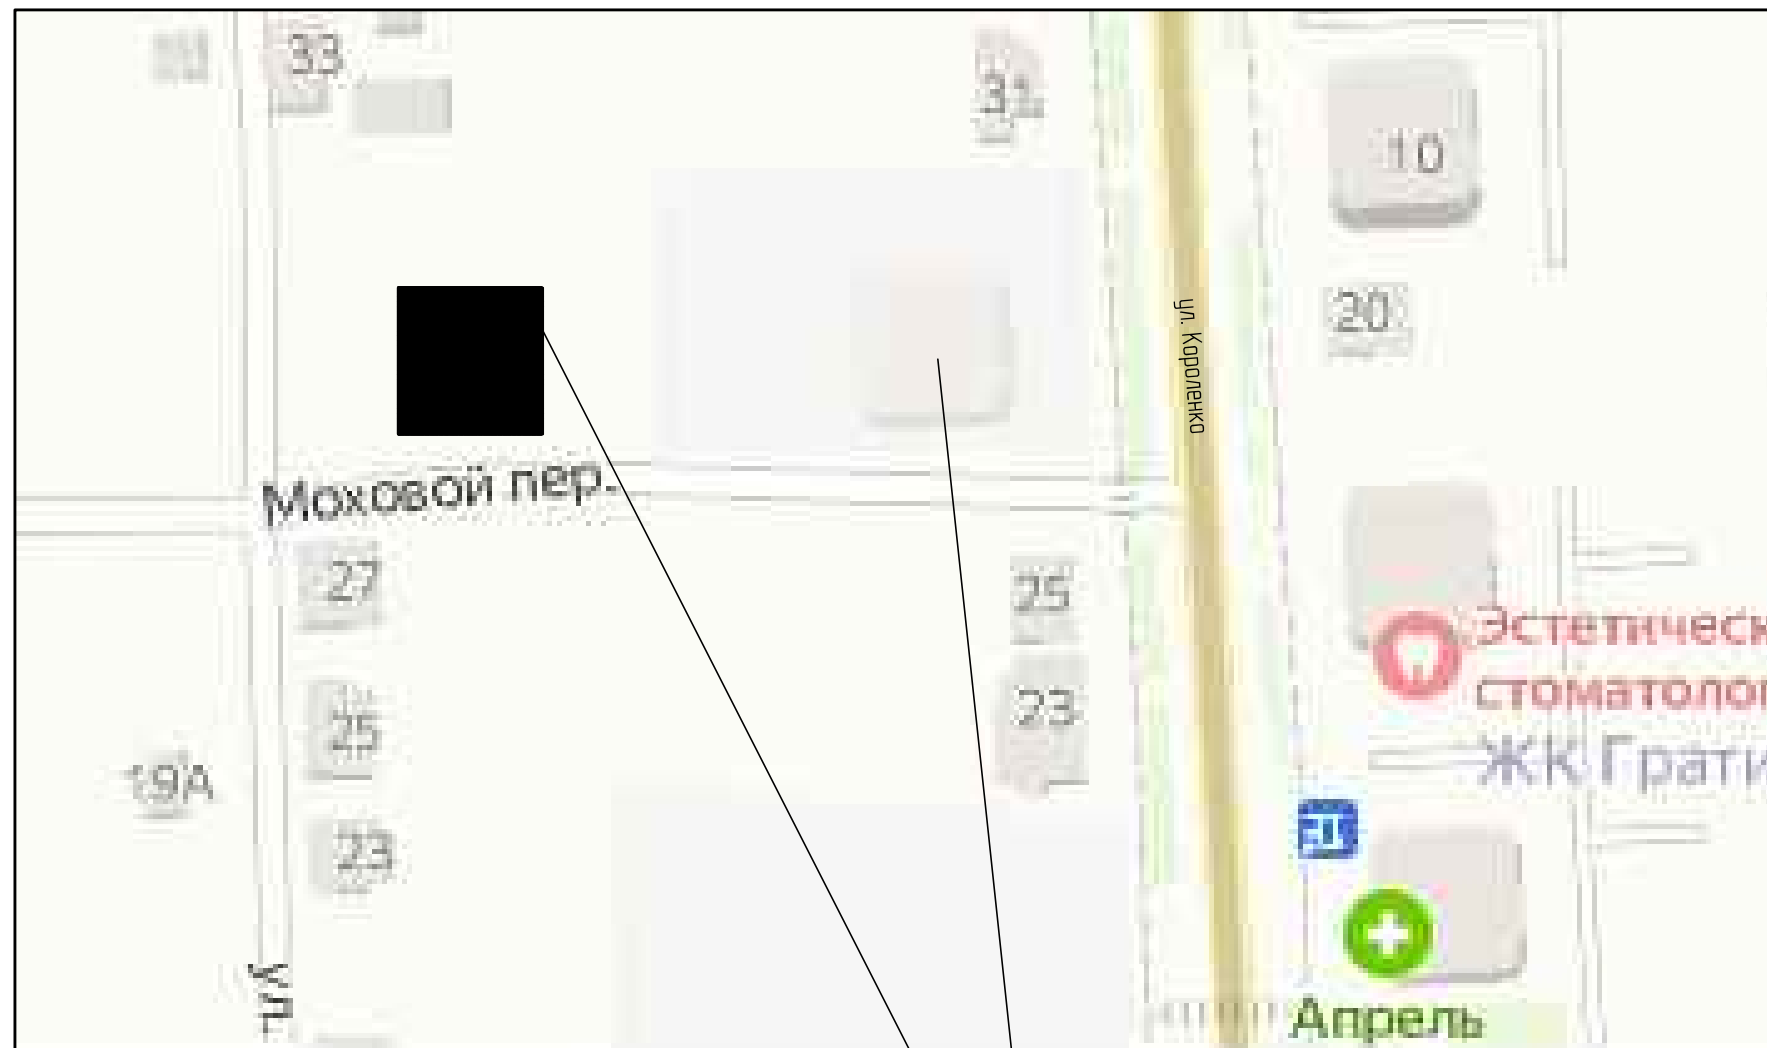 33
31
10
20
ул. Короленко
Моховой пер.
27
25
25
23
Эстетическ
стоматолог
ЖК Грати
19А
23
ул.
Апрель